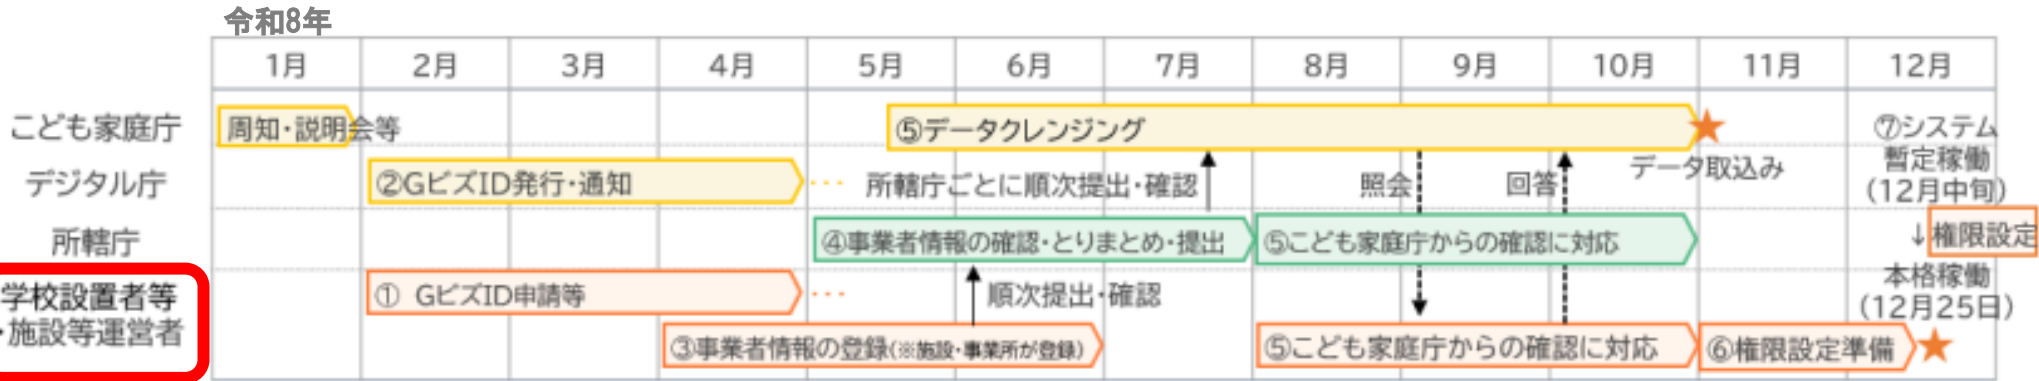 令和8年
1月 2月 3月 4月 5月 6月 7月 8月 9月 10月 11月 12月
こども家庭庁
周知・説明会等
⑤データクレンジング
★
⑦システム
暫定稼働
(12月中旬)
デジタル庁
②GビズID発行・通知
・・・
所轄庁ごとに順次提出・確認
照会
回答
データ取込み
所轄庁
④事業者情報の確認・とりまとめ・提出
⑤こども家庭庁からの確認に対応
↓
権限設定
本格稼働
(12月25日)
学校設置者等
・施設等運営者
① GビズID申請等
・・・
順次提出・確認
③事業者情報の登録(※施設・事業所が登録)
⑤こども家庭庁からの確認に対応
⑥権限設定準備
★